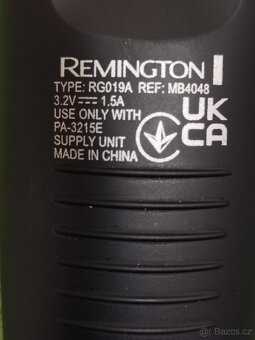 REMINGTON
TYPE: RG019A REF: MB4048
3.2V⎓1.5A
USE ONLY WITH
PA-3215E
SUPPLY UNIT
MADE IN CHINA
UK
CA
Bazoš.cz